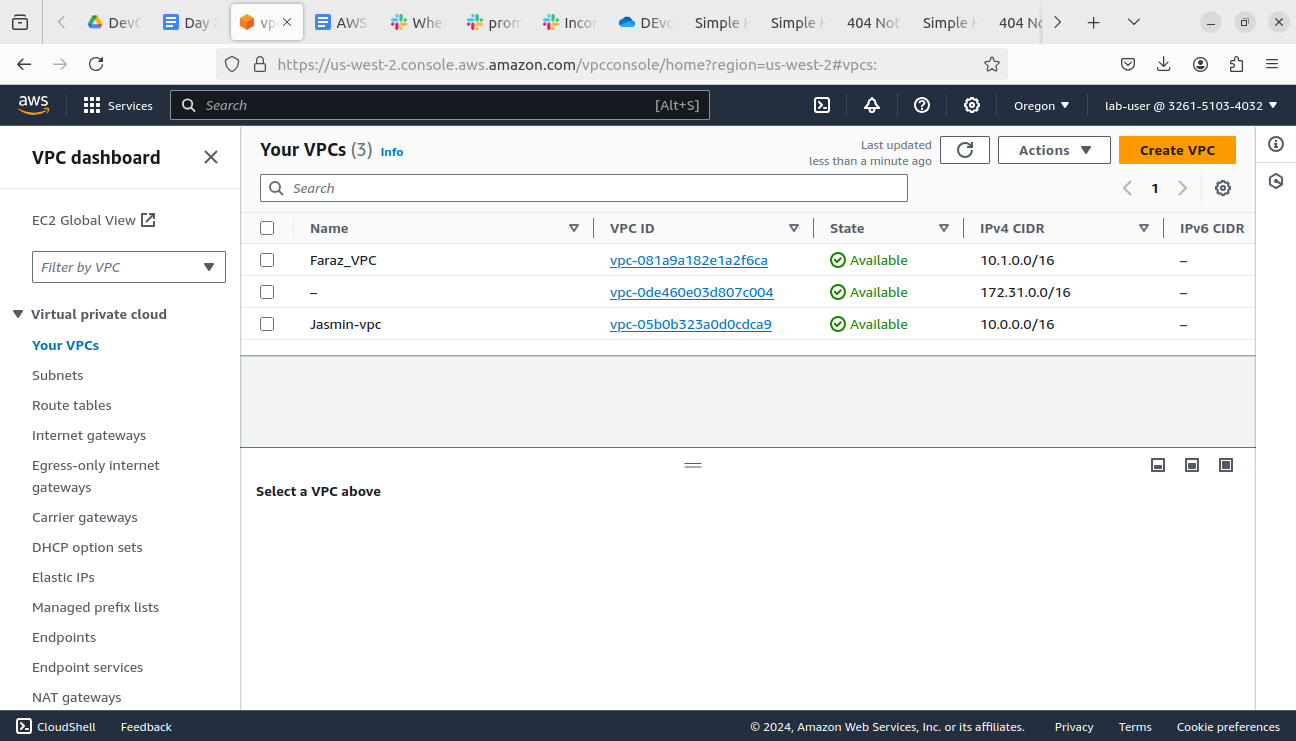 DevO
Day 2
vp
AWS
Whe
pron
Incor
DEvo
Simple H
Simple H
404 Not
Simple H
404 No
https://us-west-2.console.aws.amazon.com/vpcconsole/home?region=us-west-2#vpcs:
aws
Services
Search
[Alt+S]
Oregon
lab-user @ 3261-5103-4032
VPC dashboard
EC2 Global View
Filter by VPC
Virtual private cloud
Your VPCs
Subnets
Route tables
Internet gateways
Egress-only internet
gateways
Carrier gateways
DHCP option sets
Elastic IPs
Managed prefix lists
Endpoints
Endpoint services
NAT gateways
Your VPCs (3) Info
Last updated
less than a minute ago
Actions
Create VPC
Search
1
Name VPC ID State IPv4 CIDR IPv6 CIDR
Faraz_VPC vpc-081a9a182e1a2f6ca Available 10.1.0.0/16 –
– vpc-0de460e03d807c004 Available 172.31.0.0/16 –
Jasmin-vpc vpc-05b0b323a0d0cdca9 Available 10.0.0.0/16 –
Select a VPC above
CloudShell Feedback © 2024, Amazon Web Services, Inc. or its affiliates. Privacy Terms Cookie preferences